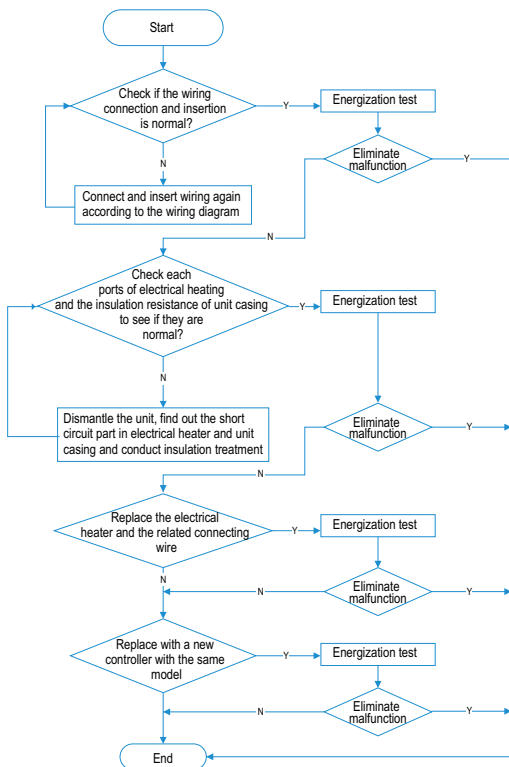 Start
Check if the wiring
connection and insertion
is normal?
Y
Energization test
N
Eliminate
malfunction
Y
Connect and insert wiring again
according to the wiring diagram
N
Check each
ports of electrical heating
and the insulation resistance of unit casing
to see if they are
normal?
Y
Energization test
N
Dismantle the unit, find out the short
circuit part in electrical heater and unit
casing and conduct insulation treatment
Eliminate
malfunction
Y
N
Replace the electrical
heater and the related connecting
wire
Y
Energization test
N
Eliminate
malfunction
N
Y
Replace with a new
controller with the same
model
Y
Energization test
Eliminate
malfunction
N
Y
End